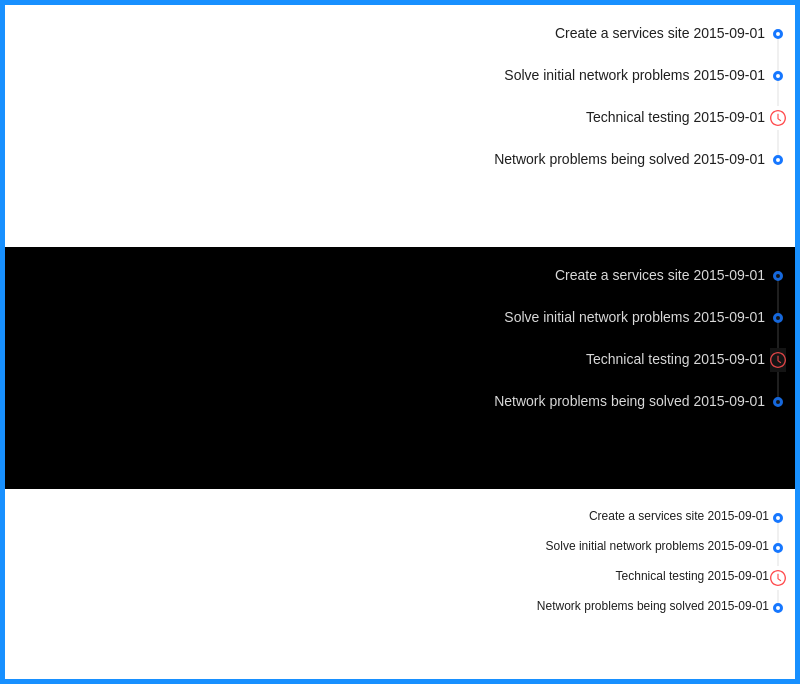 Create a services site 2015-09-01
Solve initial network problems 2015-09-01
Technical testing 2015-09-01
Network problems being solved 2015-09-01
Create a services site 2015-09-01
Solve initial network problems 2015-09-01
Technical testing 2015-09-01
Network problems being solved 2015-09-01
Create a services site 2015-09-01
Solve initial network problems 2015-09-01
Technical testing 2015-09-01
Network problems being solved 2015-09-01